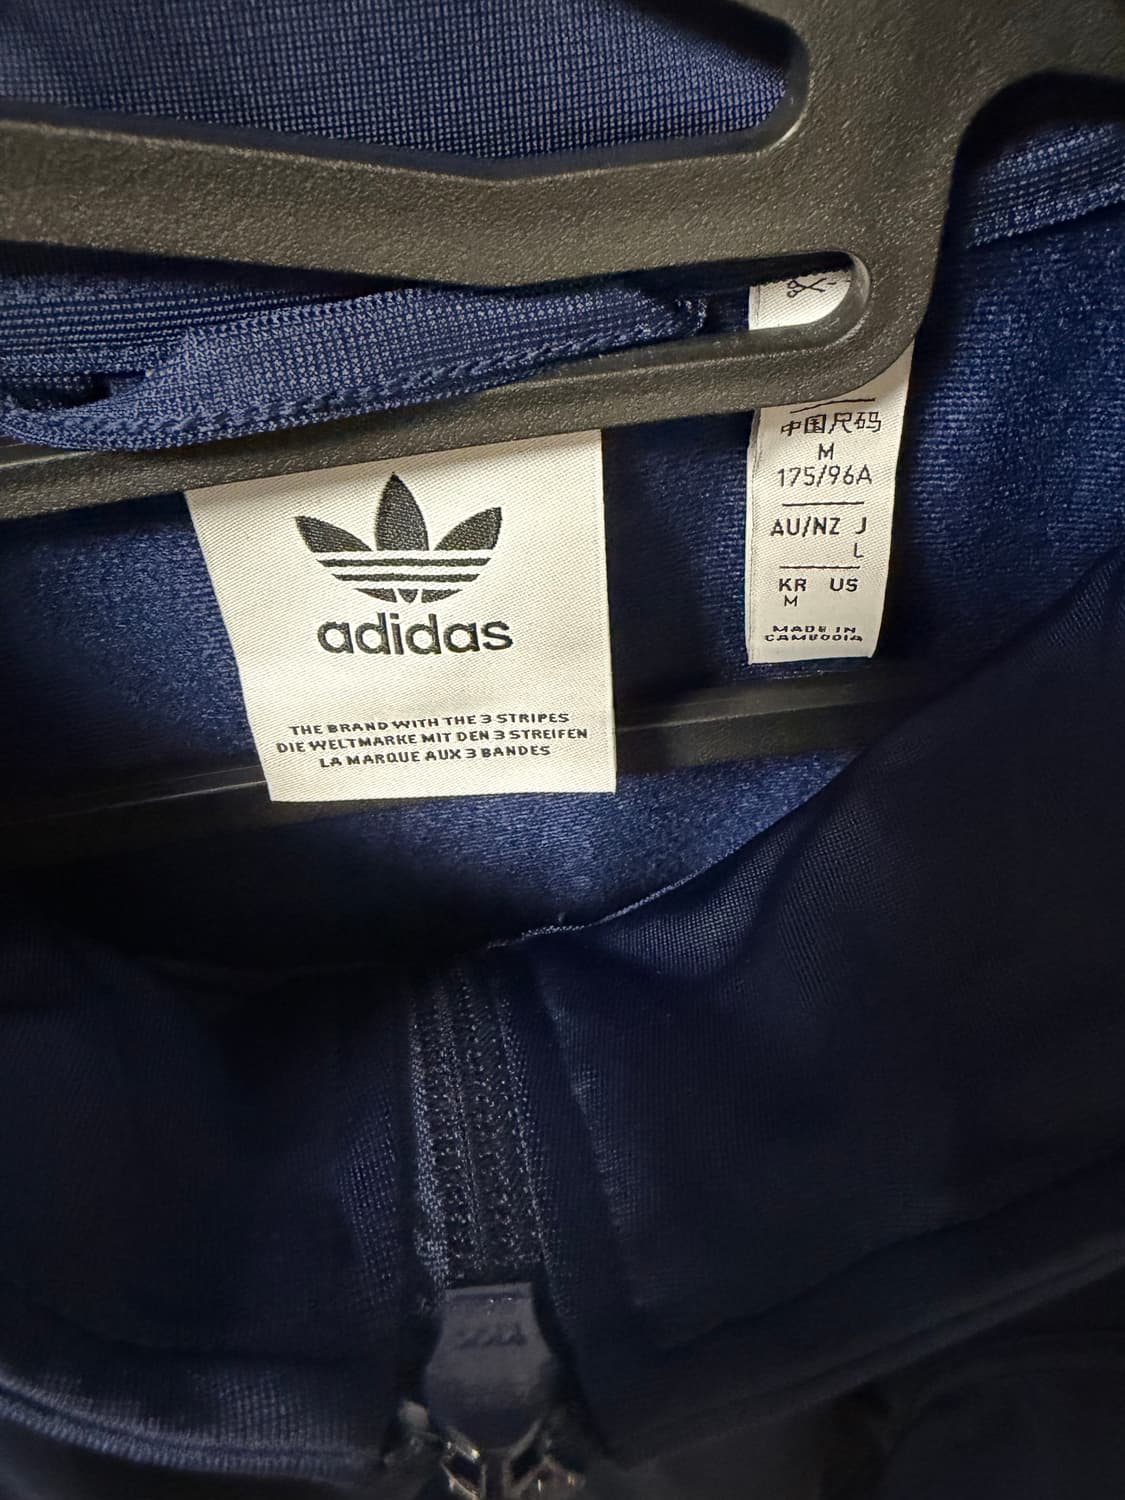 adidas
THE BRAND WITH THE 3 STRIPES
DIE WELTMARKE MIT DEN 3 STREIFEN
LA MARQUE AUX 3 BANDES
中国尺码
M
175/96A
AU/NZ J
L
KR US
M
MADE IN
CAMBODIA